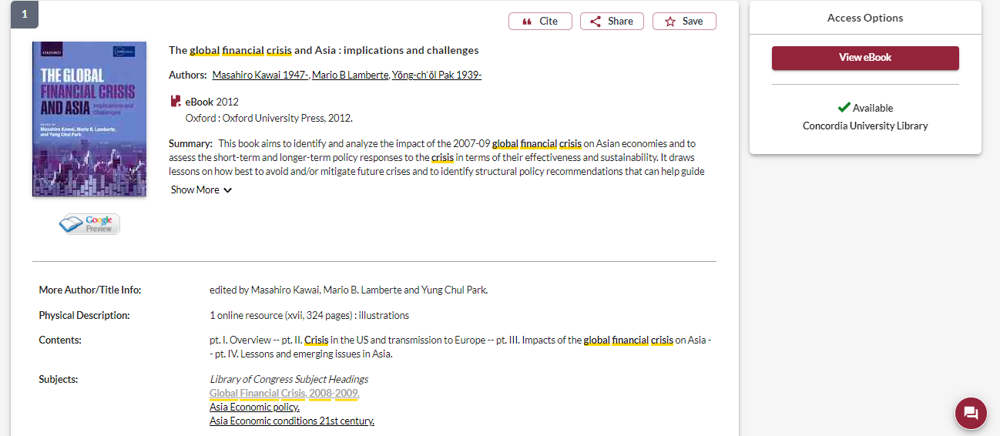 1
Cite
Share
Save
OXFORD
THE GLOBAL
FINANCIAL CRISIS
AND ASIA Implications and
Challenges
EDITED BY
Masahiro Kawai, Mario B. Lamberte,
and Yung Chul Park
Google
Preview
The global financial crisis and Asia : implications and challenges
Authors: Masahiro Kawai 1947-, Mario B Lamberte, Yŏng-ch'ŏl Pak 1939-
eBook 2012
Oxford : Oxford University Press, 2012.
Summary: This book aims to identify and analyze the impact of the 2007-09 global financial crisis on Asian economies and to
assess the short-term and longer-term policy responses to the crisis in terms of their effectiveness and sustainability. It draws
lessons on how best to avoid and/or mitigate future crises and to identify structural policy recommendations that can help guide
Show More
More Author/Title Info: edited by Masahiro Kawai, Mario B. Lamberte and Yung Chul Park.
Physical Description: 1 online resource (xvii, 324 pages) : illustrations
Contents: pt. I. Overview -- pt. II. Crisis in the US and transmission to Europe -- pt. III. Impacts of the global financial crisis on Asia -
- pt. IV. Lessons and emerging issues in Asia.
Subjects: Library of Congress Subject Headings
Global Financial Crisis, 2008-2009.
Asia Economic policy.
Asia Economic conditions 21st century.
Access Options
View eBook
Available
Concordia University Library